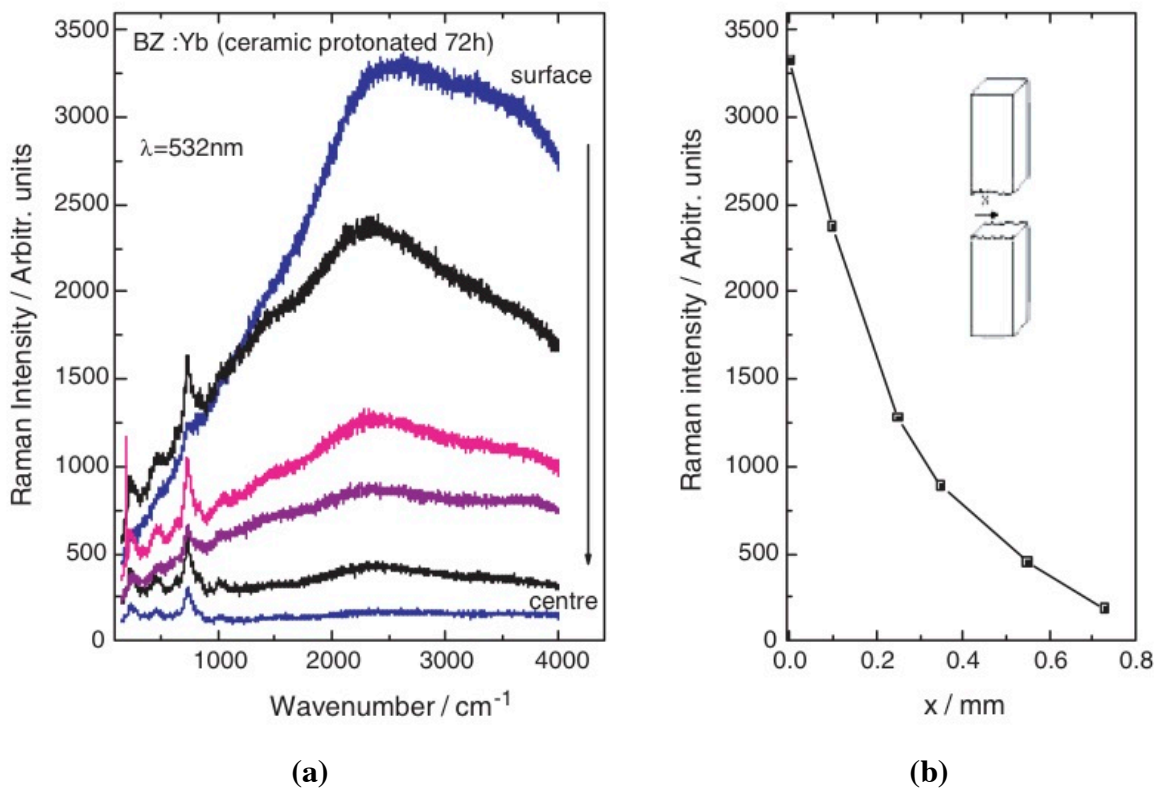 BZ :Yb (ceramic protonated 72h)
surface
λ=532nm
centre
Raman Intensity / Arbitr. units
3500
3000
2500
2000
1500
1000
500
0
1000 2000 3000 4000
Wavenumber / cm⁻¹
(a)
Raman intensity / Arbitr. units
3500
3000
2500
2000
1500
1000
500
0
x
0.0 0.2 0.4 0.6 0.8
x / mm
(b)